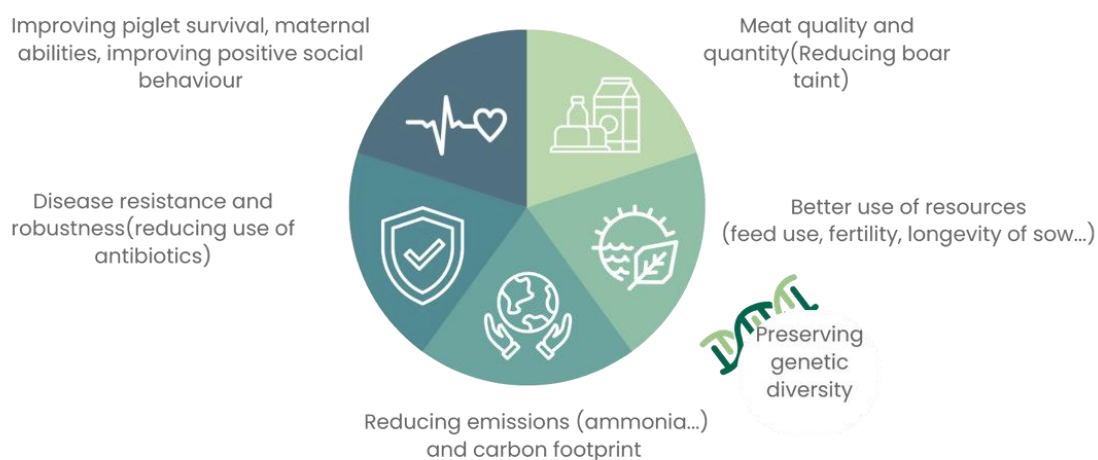 Improving piglet survival, maternal
abilities, improving positive social
behaviour
Meat quality and
quantity(Reducing boar
taint)
Disease resistance and
robustness(reducing use of
antibiotics)
Better use of resources
(feed use, fertility, longevity of sow...)
Preserving
genetic
diversity
Reducing emissions (ammonia...)
and carbon footprint